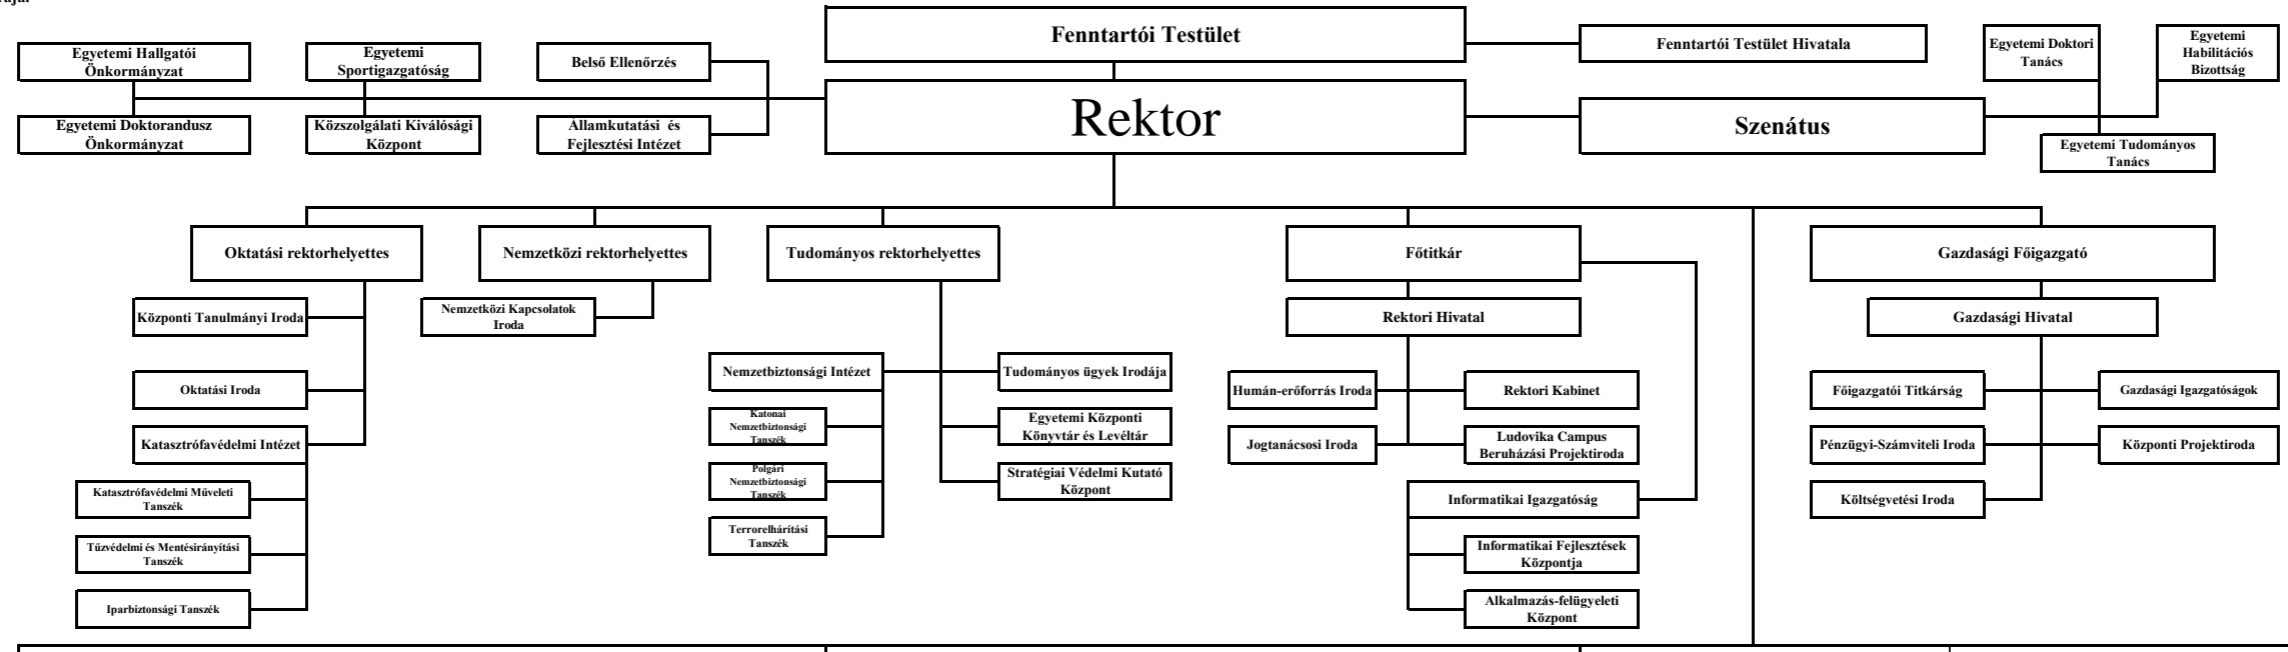 Fenntartói Testület
Fenntartói Testület Hivatala
Egyetemi Hallgatói
Önkormányzat
Egyetemi
Sportigazgatóság
Belső Ellenőrzés
Egyetemi Doktori
Tanács
Egyetemi
Habilitációs
Bizottság
Rektor
Szenátus
Egyetemi Doktorandusz
Önkormányzat
Közszolgálati Kiválósági
Központ
Államkutatási és
Fejlesztési Intézet
Egyetemi Tudományos
Tanács
Oktatási rektorhelyettes
Nemzetközi rektorhelyettes
Tudományos rektorhelyettes
Főtitkár
Gazdasági Főigazgató
Központi Tanulmányi Iroda
Nemzetközi Kapcsolatok
Iroda
Rektori Hivatal
Gazdasági Hivatal
Oktatási Iroda
Nemzetbiztonsági Intézet
Tudományos ügyek Irodája
Humán-erőforrás Iroda
Rektori Kabinet
Főigazgatói Titkárság
Gazdasági Igazgatóságok
Katasztrófavédelmi Intézet
Katonai
Nemzetbiztonsági
Tanszék
Egyetemi Központi
Könyvtár és Levéltár
Jogtanácsosi Iroda
Ludovika Campus
Beruházási Projektiroda
Pénzügyi-Számviteli Iroda
Központi Projektiroda
Katasztrófavédelmi Műveleti
Tanszék
Polgári
Nemzetbiztonsági
Tanszék
Stratégiai Védelmi Kutató
Központ
Informatikai Igazgatóság
Költségvetési Iroda
Tűzvédelmi és Mentésirányítási
Tanszék
Terrorelhárítási
Tanszék
Informatikai Fejlesztések
Központja
Iparbiztonsági Tanszék
Alkalmazás-felügyeleti
Központ